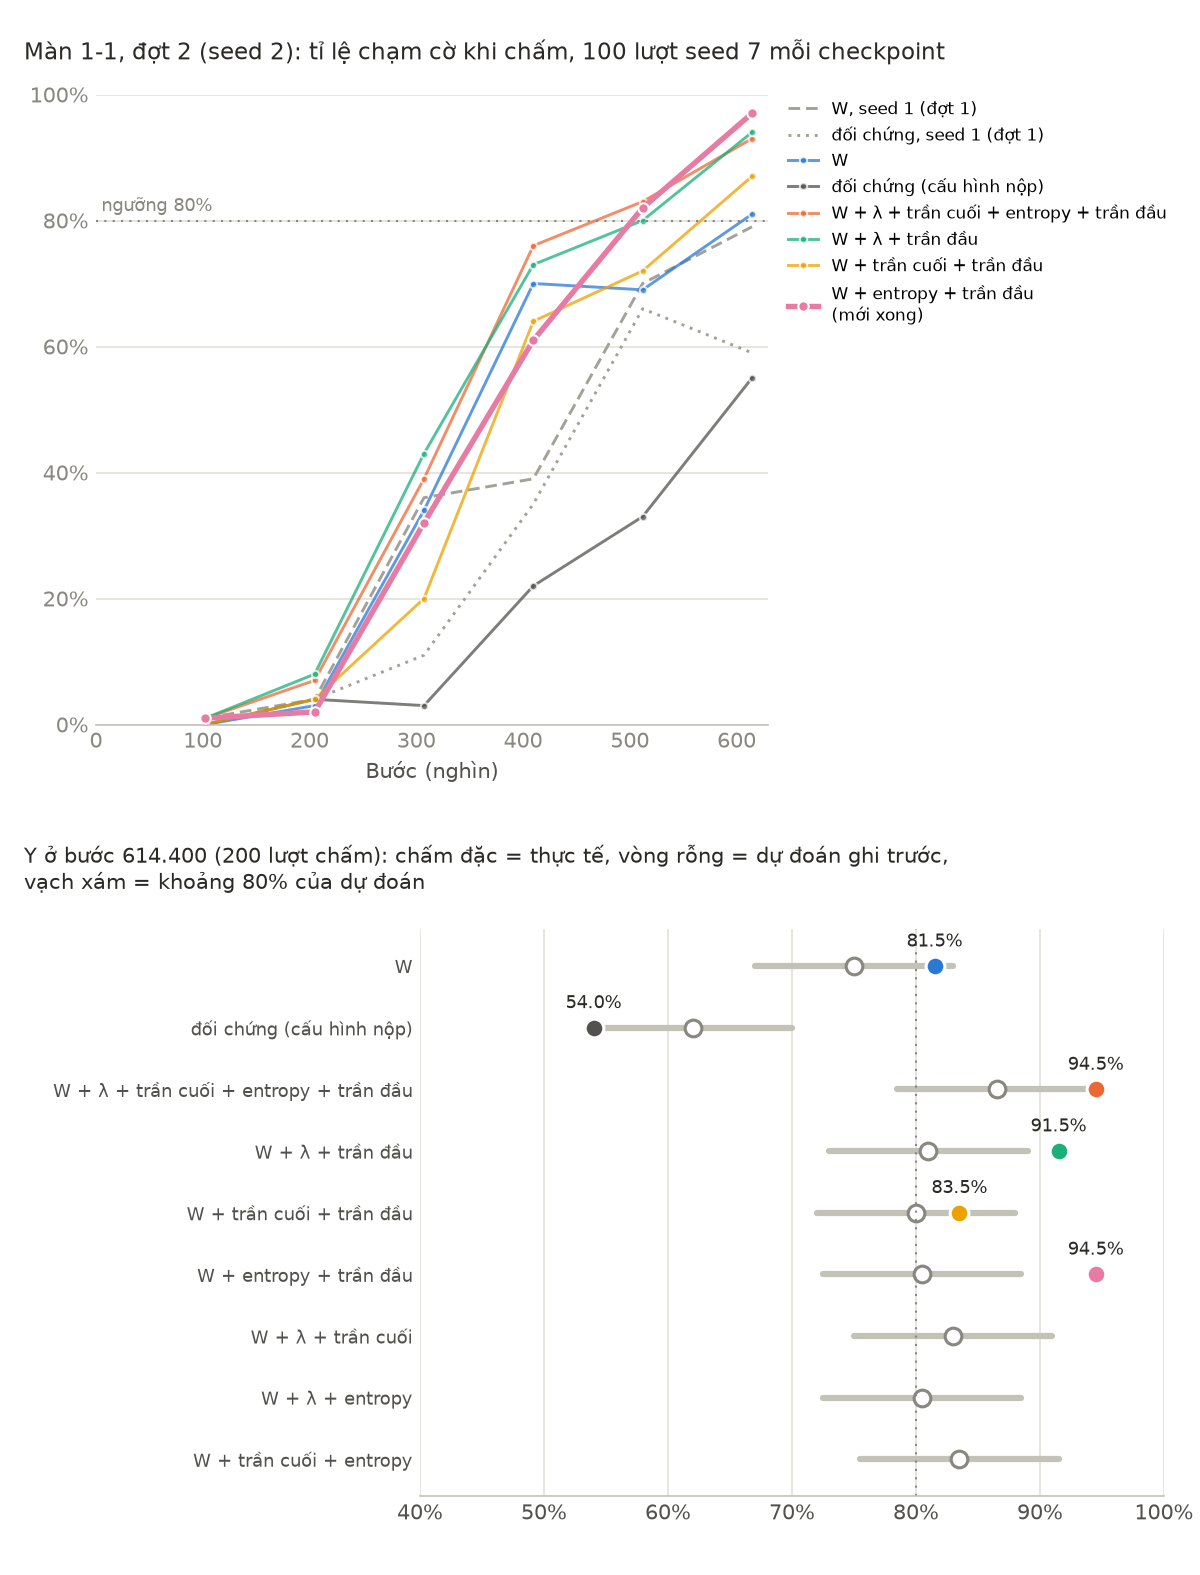 Màn 1-1, đợt 2 (seed 2): tỉ lệ chạm cờ khi chấm, 100 lượt seed 7 mỗi checkpoint
100%
80%
60%
40%
20%
0%
ngưỡng 80%
0 100 200 300 400 500 600
Bước (nghìn)
W, seed 1 (đợt 1)
đối chứng, seed 1 (đợt 1)
W
đối chứng (cấu hình nộp)
W + λ + trần cuối + entropy + trần đầu
W + λ + trần đầu
W + trần cuối + trần đầu
W + entropy + trần đầu
(mới xong)
Y ở bước 614.400 (200 lượt chấm): chấm đặc = thực tế, vòng rỗng = dự đoán ghi trước,
vạch xám = khoảng 80% của dự đoán
W
81.5%
đối chứng (cấu hình nộp)
54.0%
W + λ + trần cuối + entropy + trần đầu
94.5%
W + λ + trần đầu
91.5%
W + trần cuối + trần đầu
83.5%
W + entropy + trần đầu
94.5%
W + λ + trần cuối
W + λ + entropy
W + trần cuối + entropy
40% 50% 60% 70% 80% 90% 100%